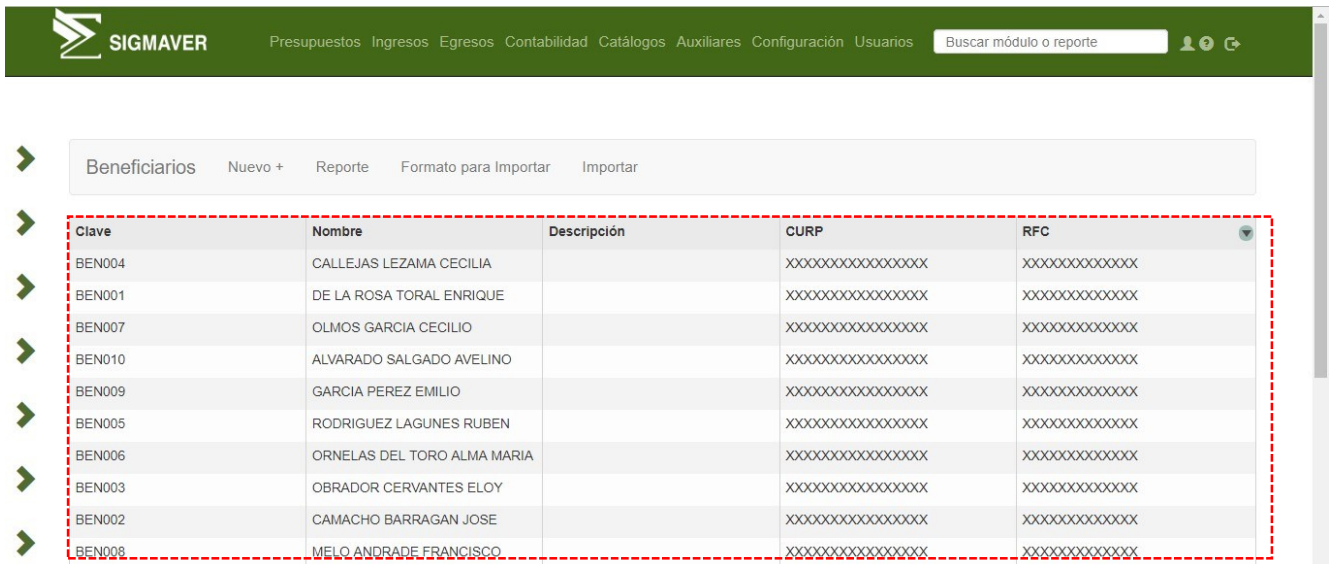 SIGMAVER Presupuestos Ingresos Egresos Contabilidad Catálogos Auxiliares Configuración Usuarios Buscar módulo o reporte
Beneficiarios Nuevo + Reporte Formato para Importar Importar
Clave Nombre Descripción CURP RFC
BEN004 CALLEJAS LEZAMA CECILIA XXXXXXXXXXXXXXXX XXXXXXXXXXXXX
BEN001 DE LA ROSA TORAL ENRIQUE XXXXXXXXXXXXXXXX XXXXXXXXXXXXX
BEN007 OLMOS GARCIA CECILIO XXXXXXXXXXXXXXXX XXXXXXXXXXXXX
BEN010 ALVARADO SALGADO AVELINO XXXXXXXXXXXXXXXX XXXXXXXXXXXXX
BEN009 GARCIA PEREZ EMILIO XXXXXXXXXXXXXXXX XXXXXXXXXXXXX
BEN005 RODRIGUEZ LAGUNES RUBEN XXXXXXXXXXXXXXXX XXXXXXXXXXXXX
BEN006 ORNELAS DEL TORO ALMA MARIA XXXXXXXXXXXXXXXX XXXXXXXXXXXXX
BEN003 OBRADOR CERVANTES ELOY XXXXXXXXXXXXXXXX XXXXXXXXXXXXX
BEN002 CAMACHO BARRAGAN JOSE XXXXXXXXXXXXXXXX XXXXXXXXXXXXX
BEN008 MELO ANDRADE FRANCISCO XXXXXXXXXXXXXXXX XXXXXXXXXXXXX